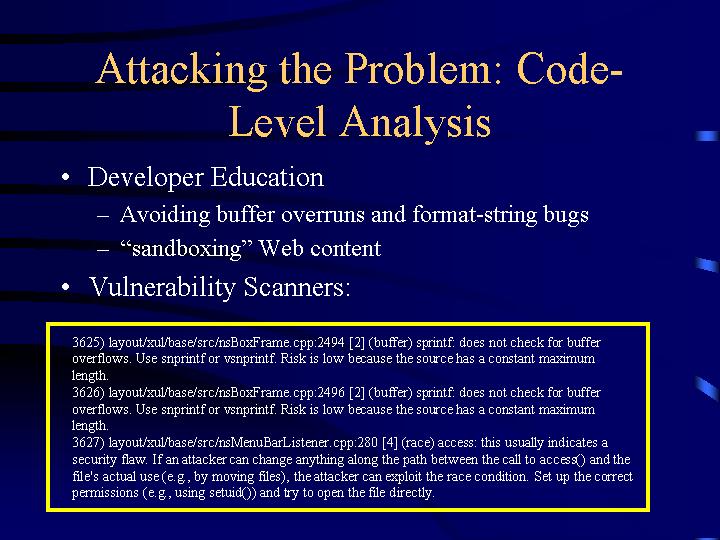 Attacking the Problem: Code-
Level Analysis
• Developer Education
– Avoiding buffer overruns and format-string bugs
– “sandboxing” Web content
• Vulnerability Scanners:
3625) layout/xul/base/src/nsBoxFrame.cpp:2494 [2] (buffer) sprintf: does not check for buffer
overflows. Use snprintf or vsnprintf. Risk is low because the source has a constant maximum
length.
3626) layout/xul/base/src/nsBoxFrame.cpp:2496 [2] (buffer) sprintf: does not check for buffer
overflows. Use snprintf or vsnprintf. Risk is low because the source has a constant maximum
length.
3627) layout/xul/base/src/nsMenuBarListener.cpp:280 [4] (race) access: this usually indicates a
security flaw. If an attacker can change anything along the path between the call to access() and the
file's actual use (e.g., by moving files), the attacker can exploit the race condition. Set up the correct
permissions (e.g., using setuid()) and try to open the file directly.